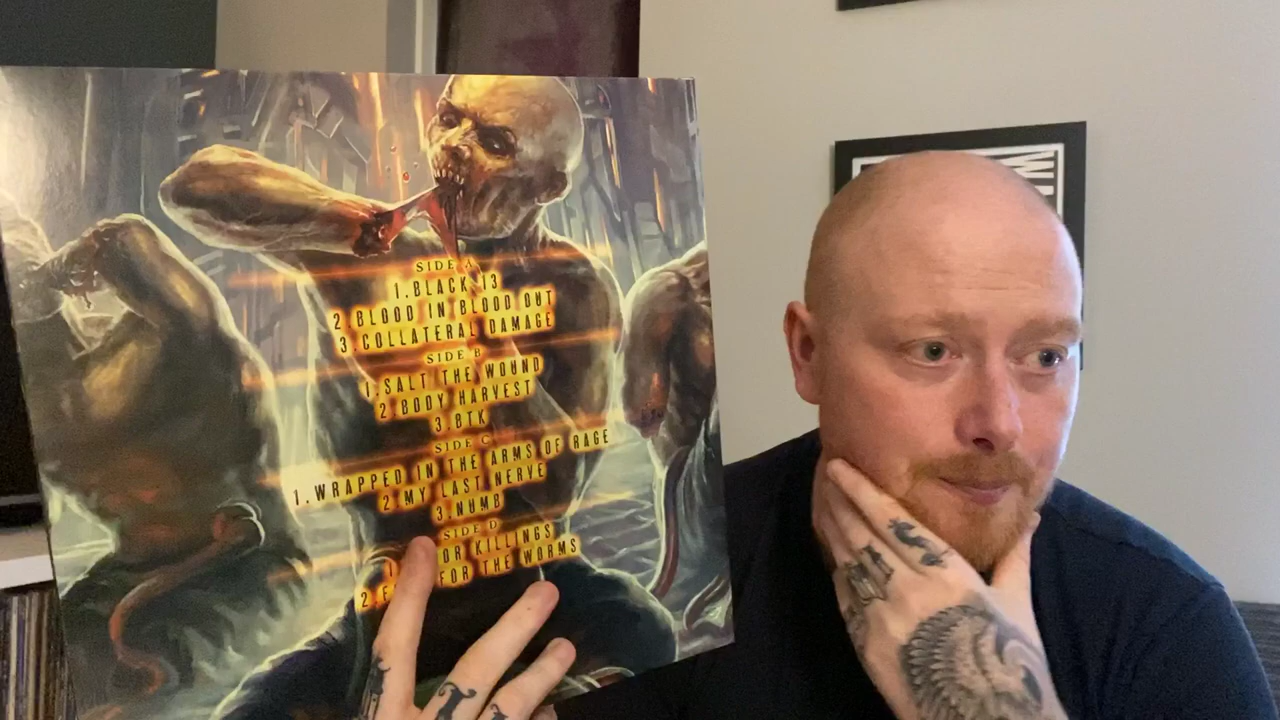 SIDE A
1.BLACK 13
2.BLOOD IN BLOOD OUT
3.COLLATERAL DAMAGE
SIDE B
1.SALT THE WOUND
2.BODY HARVEST
3.BTK
SIDE C
1.WRAPPED IN THE ARMS OF RAGE
2.MY LAST NERVE
3.NUMB
SIDE D
OR KILLINGS
2.F FOR THE WORMS